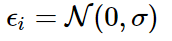 ϵᵢ = 𝒩(0, σ)